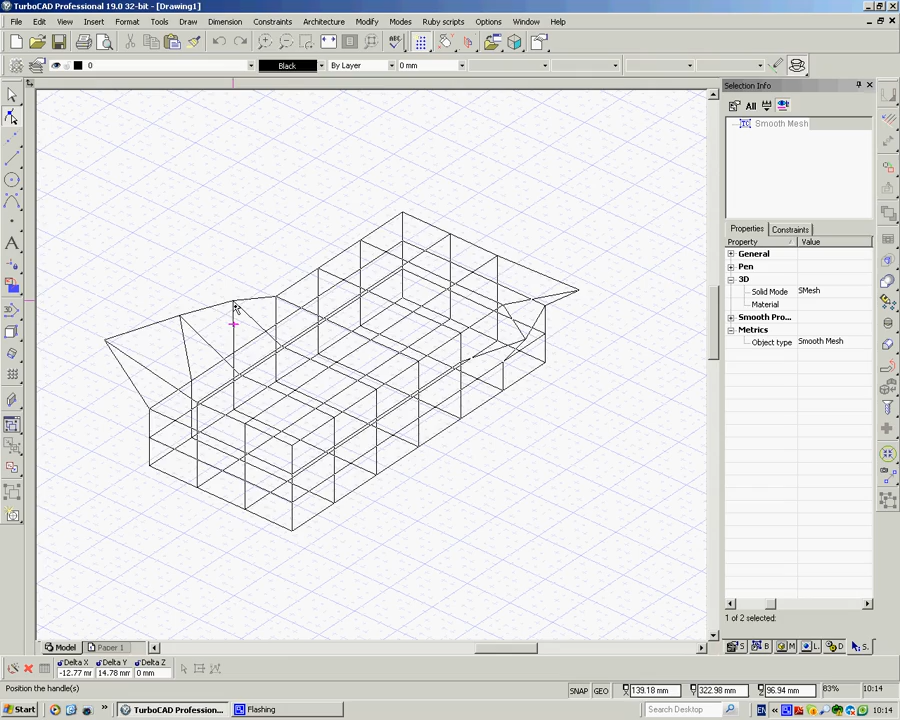 TurboCAD Professional 19.0 32-bit - [Drawing1]
File Edit View Insert Format Tools Draw Dimension Constraints Architecture Modify Modes Ruby scripts Options Window Help
0 Black By Layer 0 mm
Selection Info
All
Smooth Mesh
Properties Constraints
Property Value
General
Pen
3D
Solid Mode SMesh
Material
Smooth Pro...
Metrics
Object type Smooth Mesh
1 of 2 selected:
Model Paper 1
S B M L. D S.
Delta X Delta Y Delta Z
-12.77 mr 14.78 mm 0 mm
Position the handle(s)
SNAP GEO 139.18 mm 322.98 mm 96.94 mm 83% 10:14
Start TurboCAD Profession... Flashing Search Desktop EN 10:14